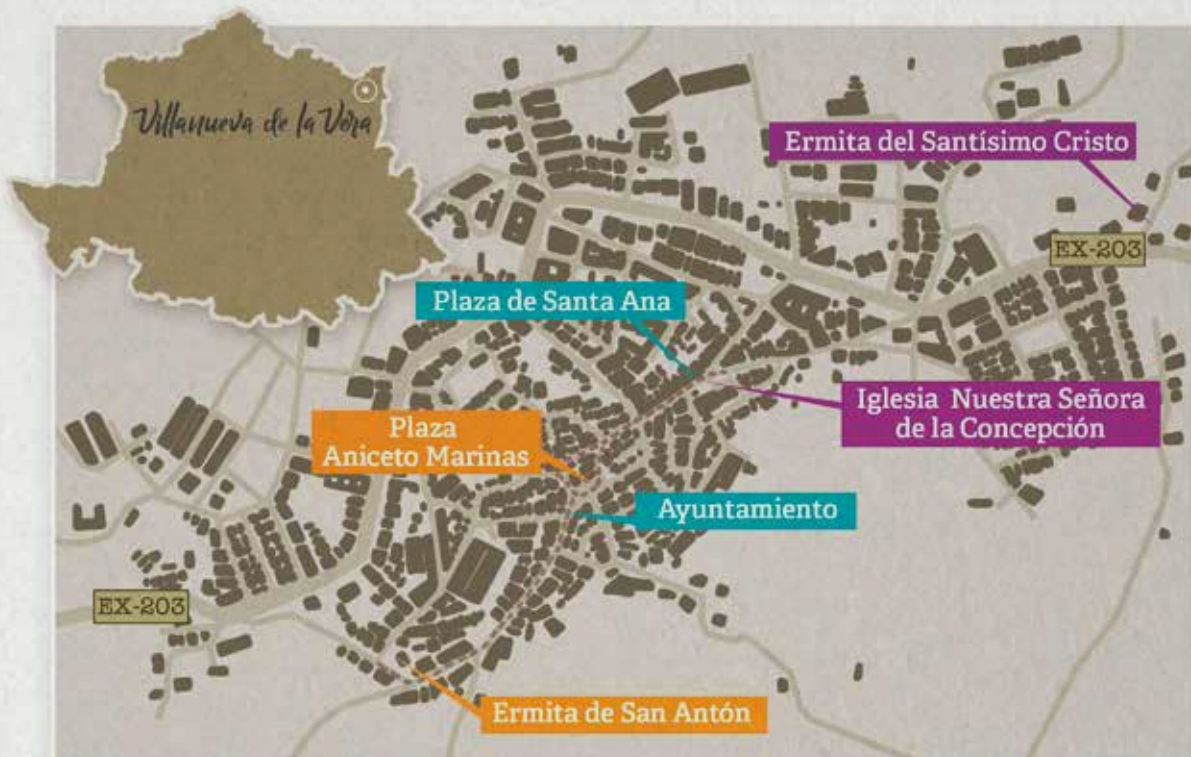 Villanueva de la Vera
Ermita del Santísimo Cristo
EX-203
Plaza de Santa Ana
Iglesia Nuestra Señora
de la Concepción
Plaza
Aniceto Marinas
Ayuntamiento
EX-203
Ermita de San Antón